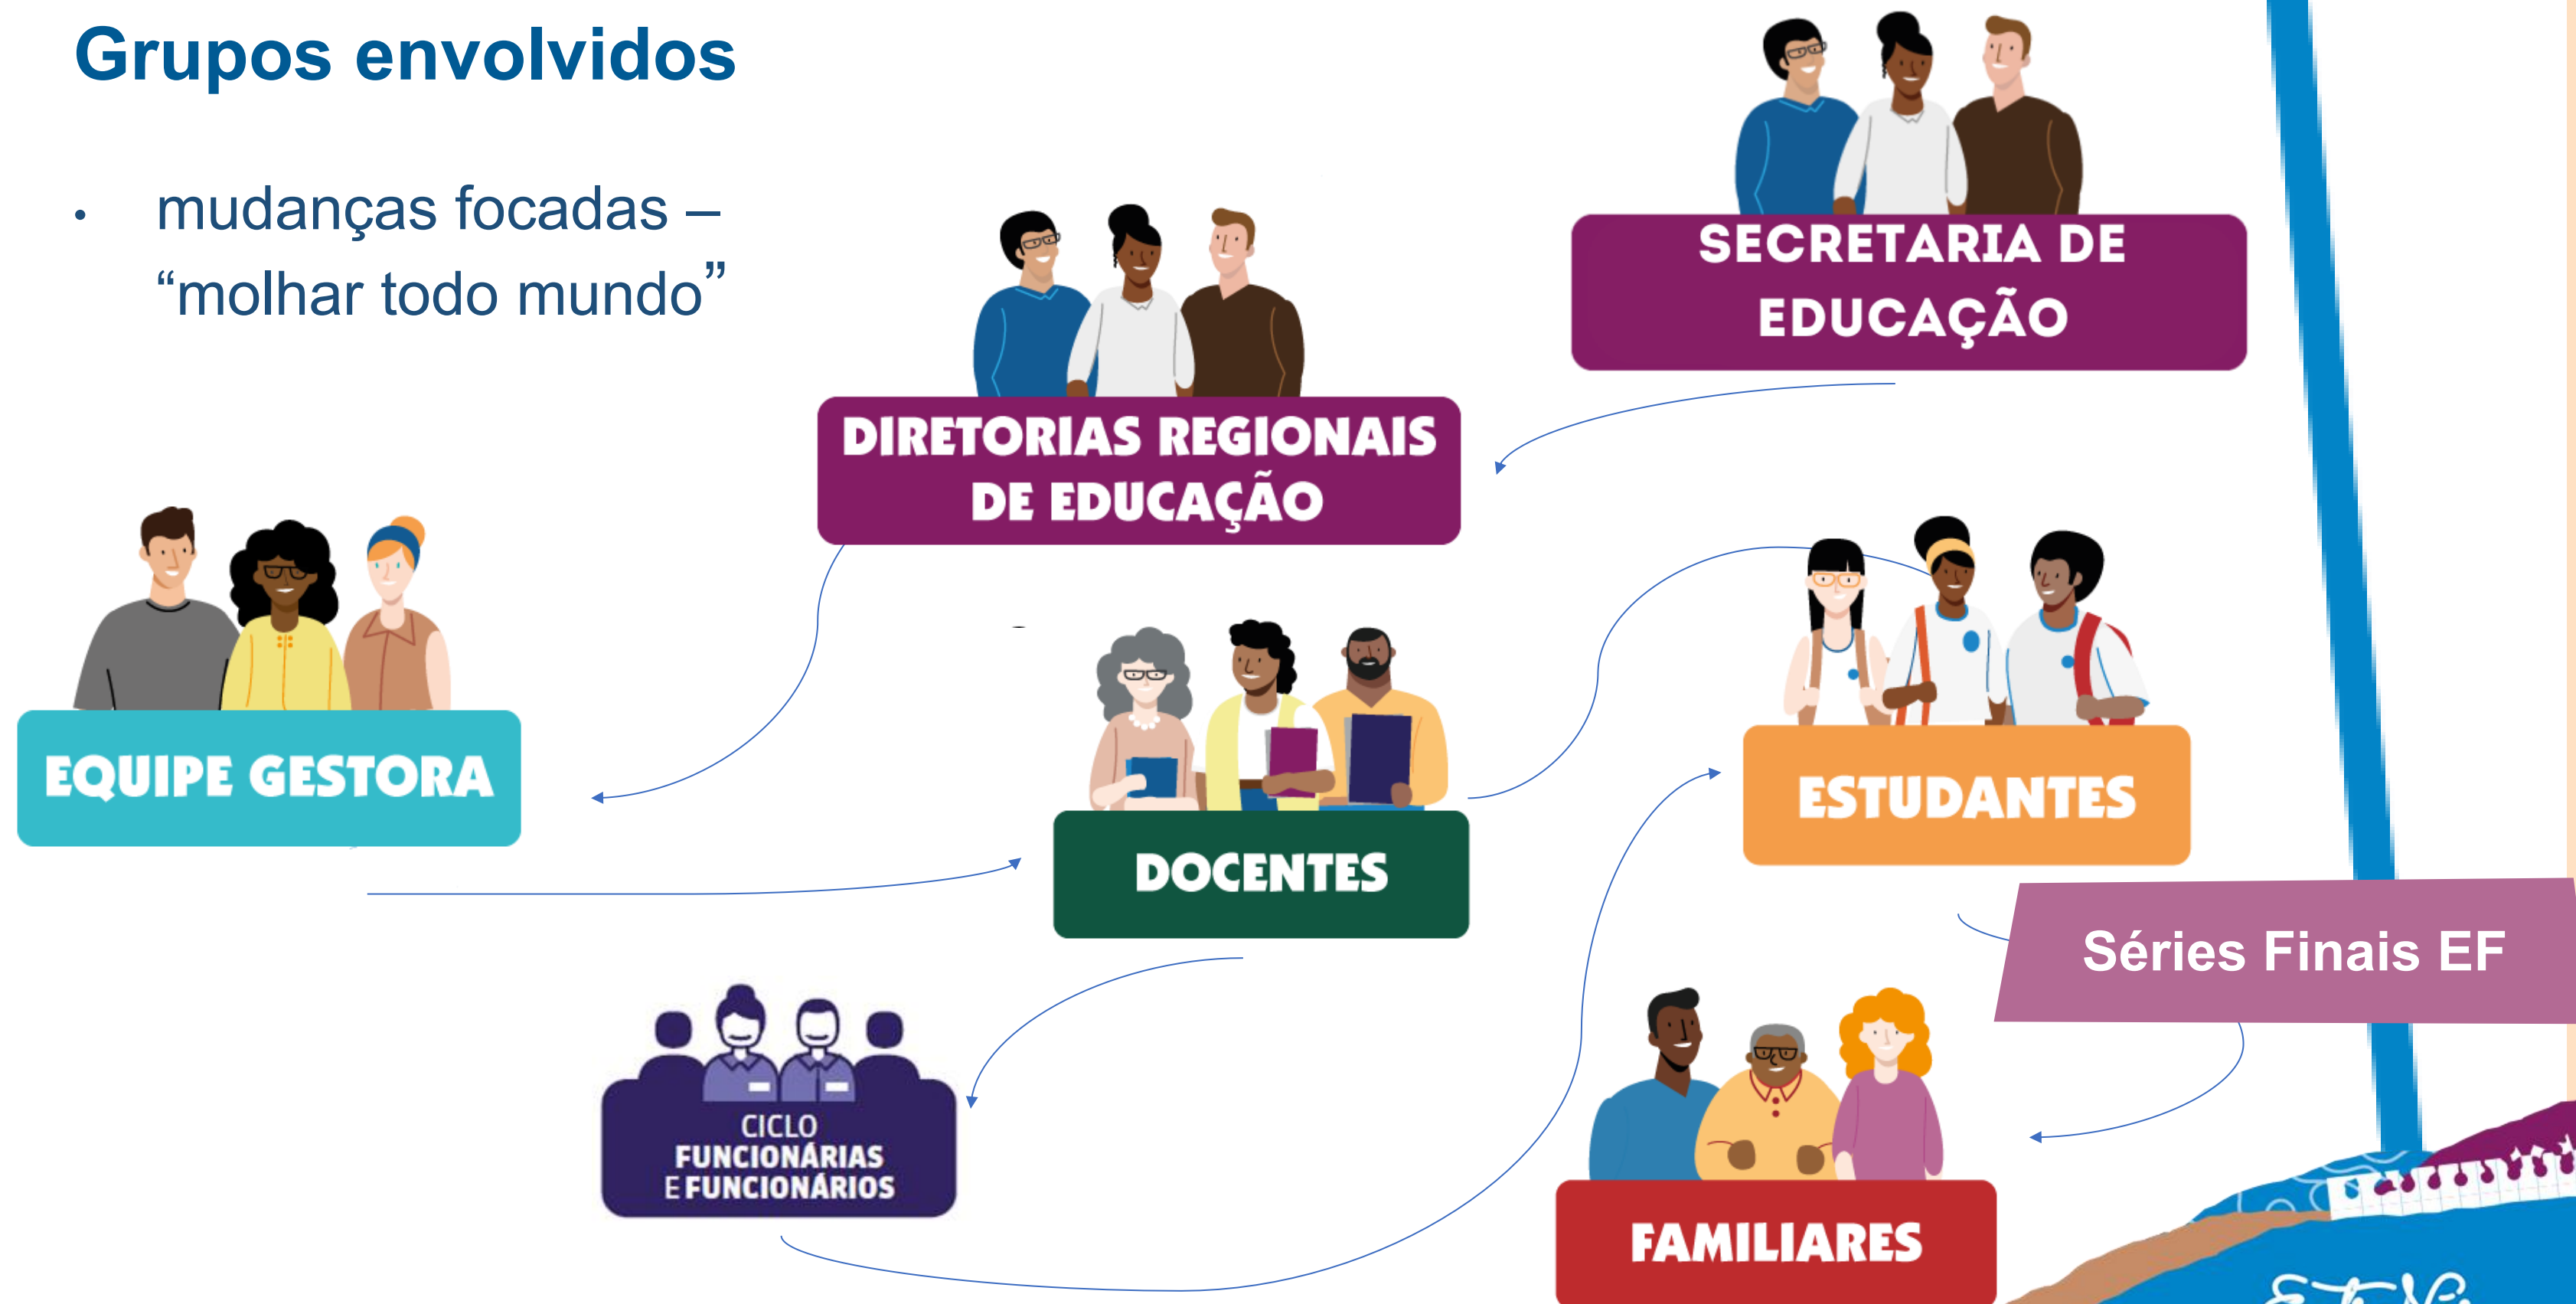 Grupos envolvidos
• mudanças focadas –
“molhar todo mundo”
SECRETARIA DE
EDUCAÇÃO
DIRETORIAS REGIONAIS
DE EDUCAÇÃO
EQUIPE GESTORA
DOCENTES
ESTUDANTES
Séries Finais EF
CICLO
FUNCIONÁRIAS
E FUNCIONÁRIOS
FAMILIARES